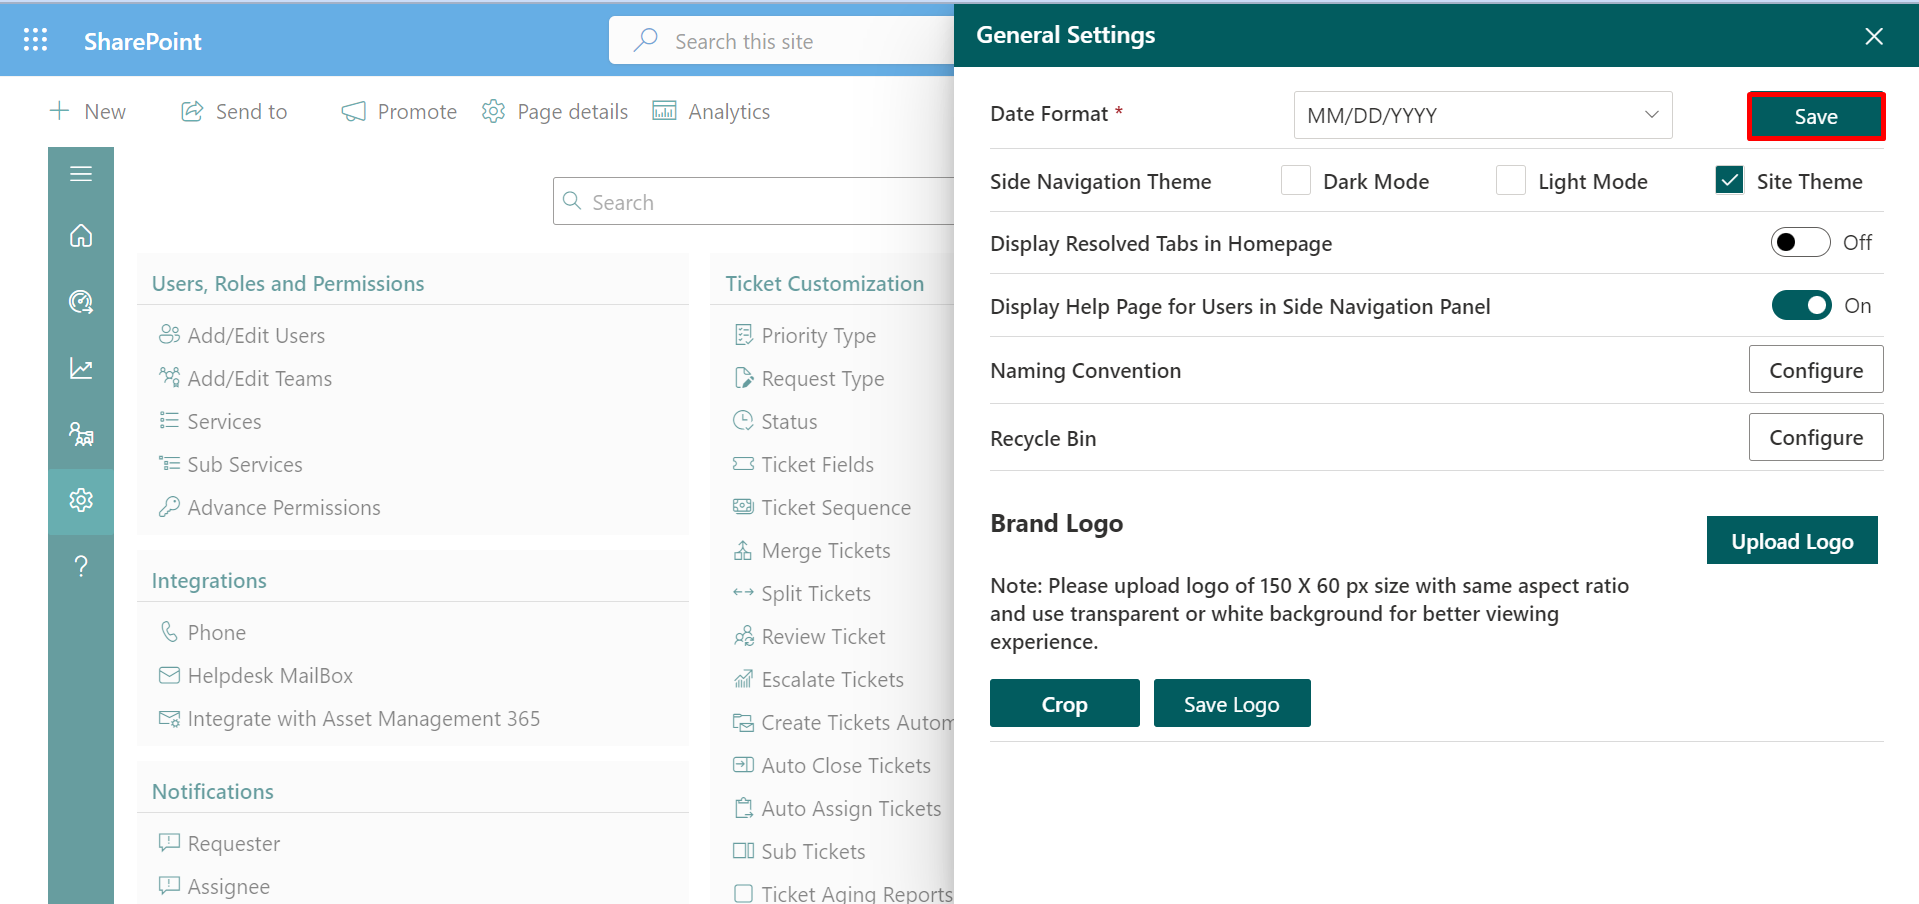 SharePoint
Search this site
New
Send to
Promote
Page details
Analytics
Search
Users, Roles and Permissions
Add/Edit Users
Add/Edit Teams
Services
Sub Services
Advance Permissions
Integrations
Phone
Helpdesk MailBox
Integrate with Asset Management 365
Notifications
Requester
Assignee
Ticket Customization
Priority Type
Request Type
Status
Ticket Fields
Ticket Sequence
Merge Tickets
Split Tickets
Review Ticket
Escalate Tickets
Create Tickets Autom
Auto Close Tickets
Auto Assign Tickets
Sub Tickets
Ticket Aging Reports
General Settings
Date Format *
MM/DD/YYYY
Save
Side Navigation Theme
Dark Mode
Light Mode
Site Theme
Display Resolved Tabs in Homepage
Off
Display Help Page for Users in Side Navigation Panel
On
Naming Convention
Configure
Recycle Bin
Configure
Brand Logo
Upload Logo
Note: Please upload logo of 150 X 60 px size with same aspect ratio
and use transparent or white background for better viewing
experience.
Crop
Save Logo